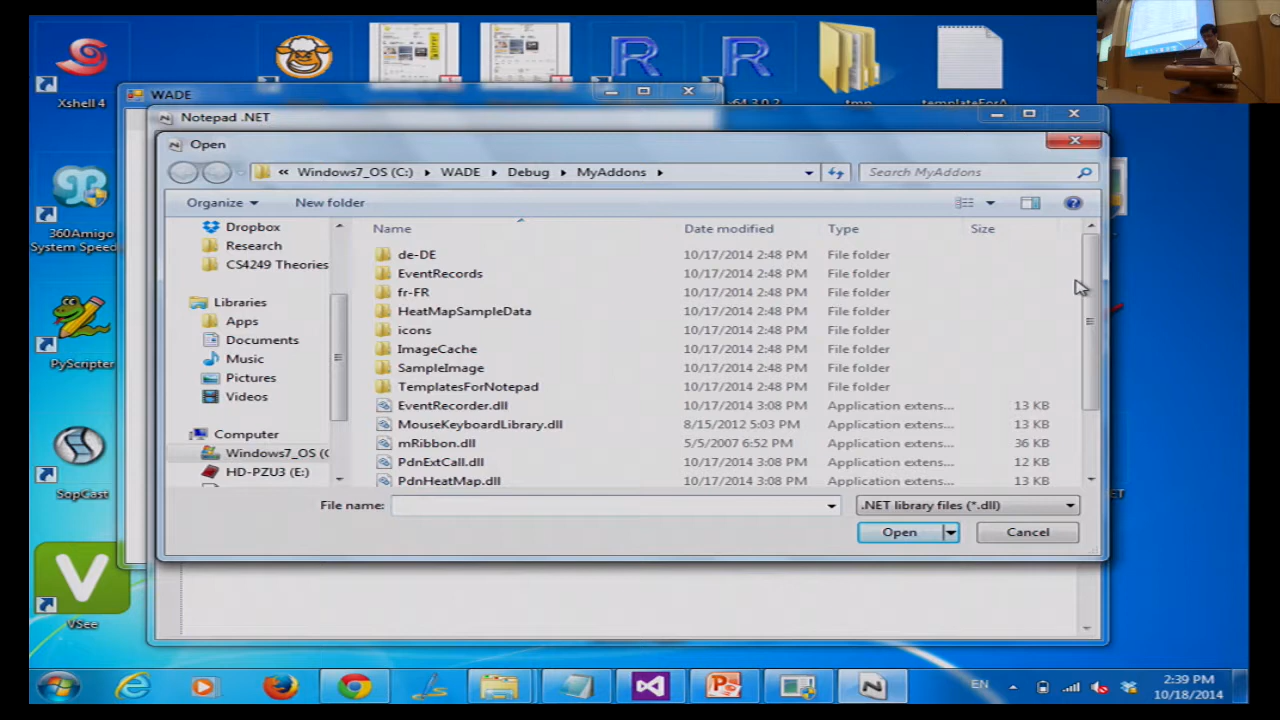 Xshell 4
WADE
Notepad .NET
Open
« Windows7_OS (C:) ▸ WADE ▸ Debug ▸ MyAddons ▸
Search MyAddons
Organize
New folder
Name
Date modified
Type
Size
Dropbox
Research
CS4249 Theories
Libraries
Apps
Documents
Music
Pictures
Videos
Computer
Windows7_OS (C
HD-PZU3 (E:)
de-DE 10/17/2014 2:48 PM File folder
EventRecords 10/17/2014 2:48 PM File folder
fr-FR 10/17/2014 2:48 PM File folder
HeatMapSampleData 10/17/2014 2:48 PM File folder
icons 10/17/2014 2:48 PM File folder
ImageCache 10/17/2014 2:48 PM File folder
SampleImage 10/17/2014 2:48 PM File folder
TemplatesForNotepad 10/17/2014 2:48 PM File folder
EventRecorder.dll 10/17/2014 3:08 PM Application extens... 13 KB
MouseKeyboardLibrary.dll 8/15/2012 5:03 PM Application extens... 13 KB
mRibbon.dll 5/5/2007 6:52 PM Application extens... 36 KB
PdnExtCall.dll 10/17/2014 3:08 PM Application extens... 12 KB
PdnHeatMap.dll 10/17/2014 3:08 PM Application extens... 13 KB
File name:
.NET library files (*.dll)
Open
Cancel
360Amigo
System Speed
PyScripter
SopCast
VSee
EN
2:39 PM
10/18/2014